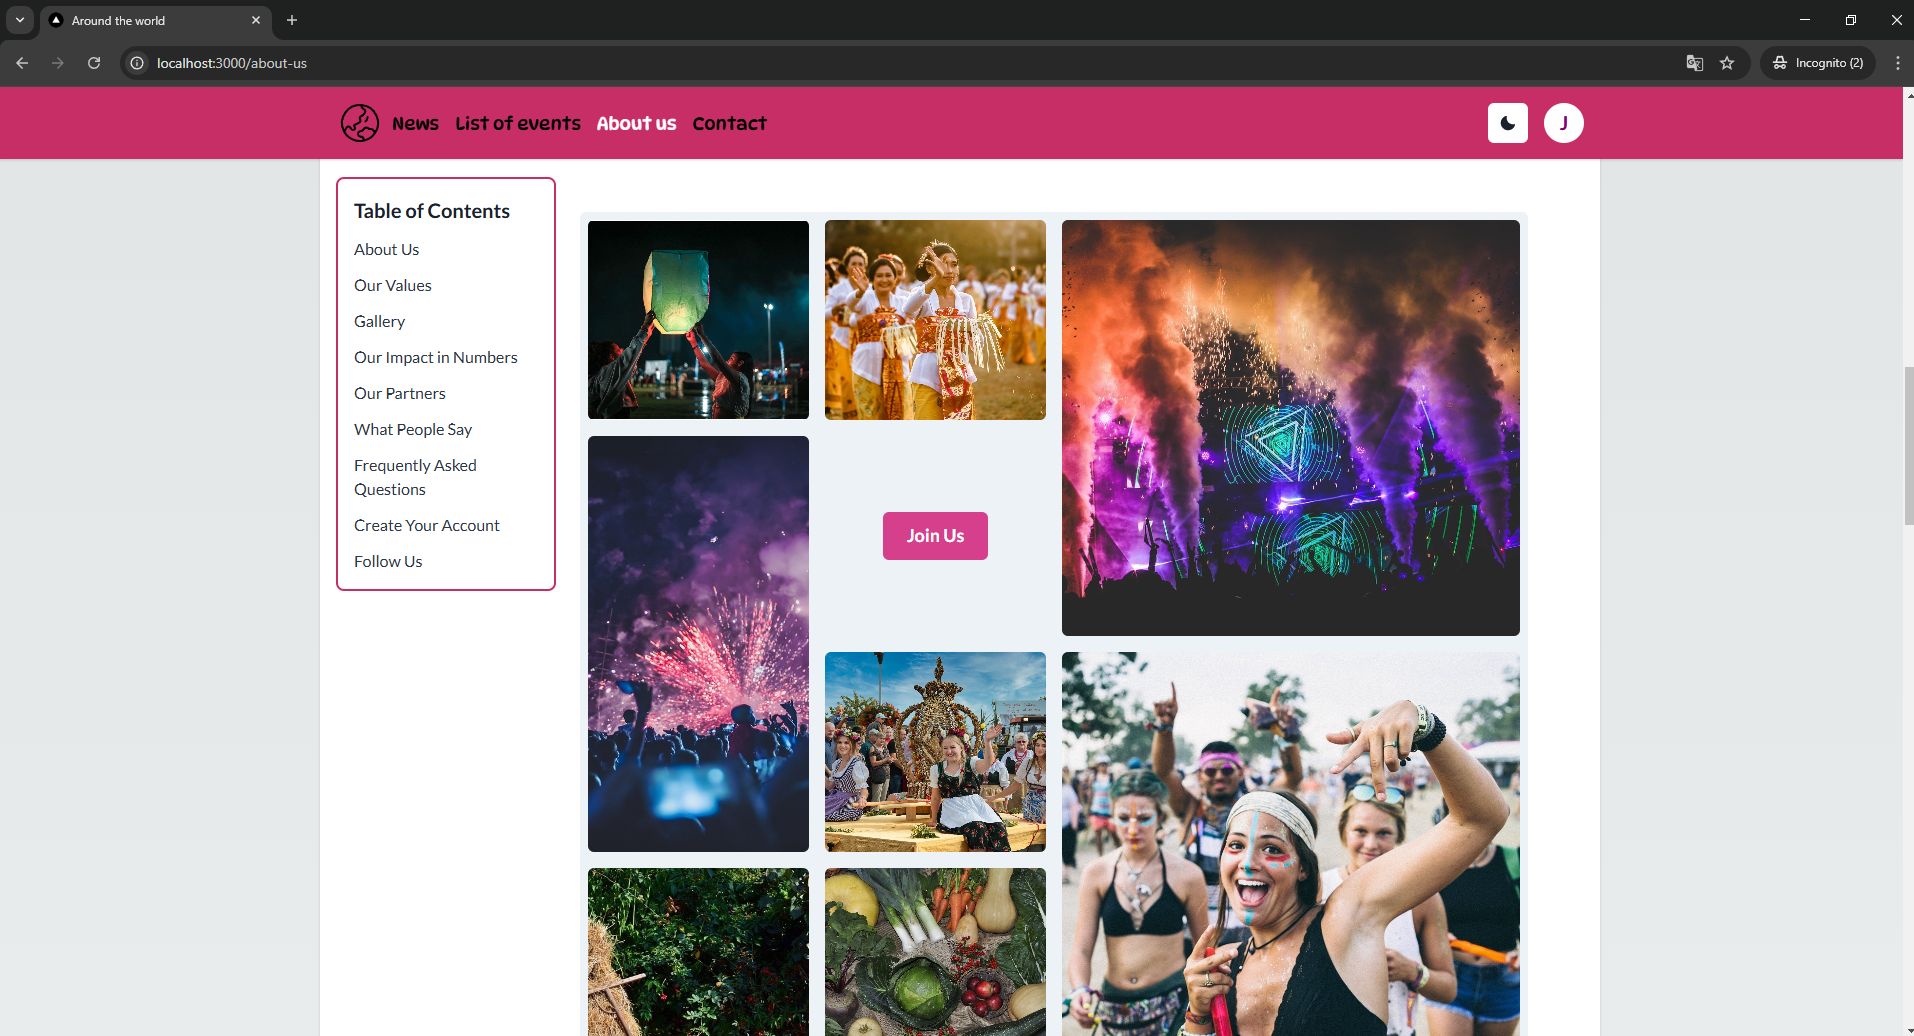 Around the world
localhost:3000/about-us
Incognito (2)
News
List of events
About us
Contact
J
Table of Contents
About Us
Our Values
Gallery
Our Impact in Numbers
Our Partners
What People Say
Frequently Asked
Questions
Create Your Account
Follow Us
Join Us